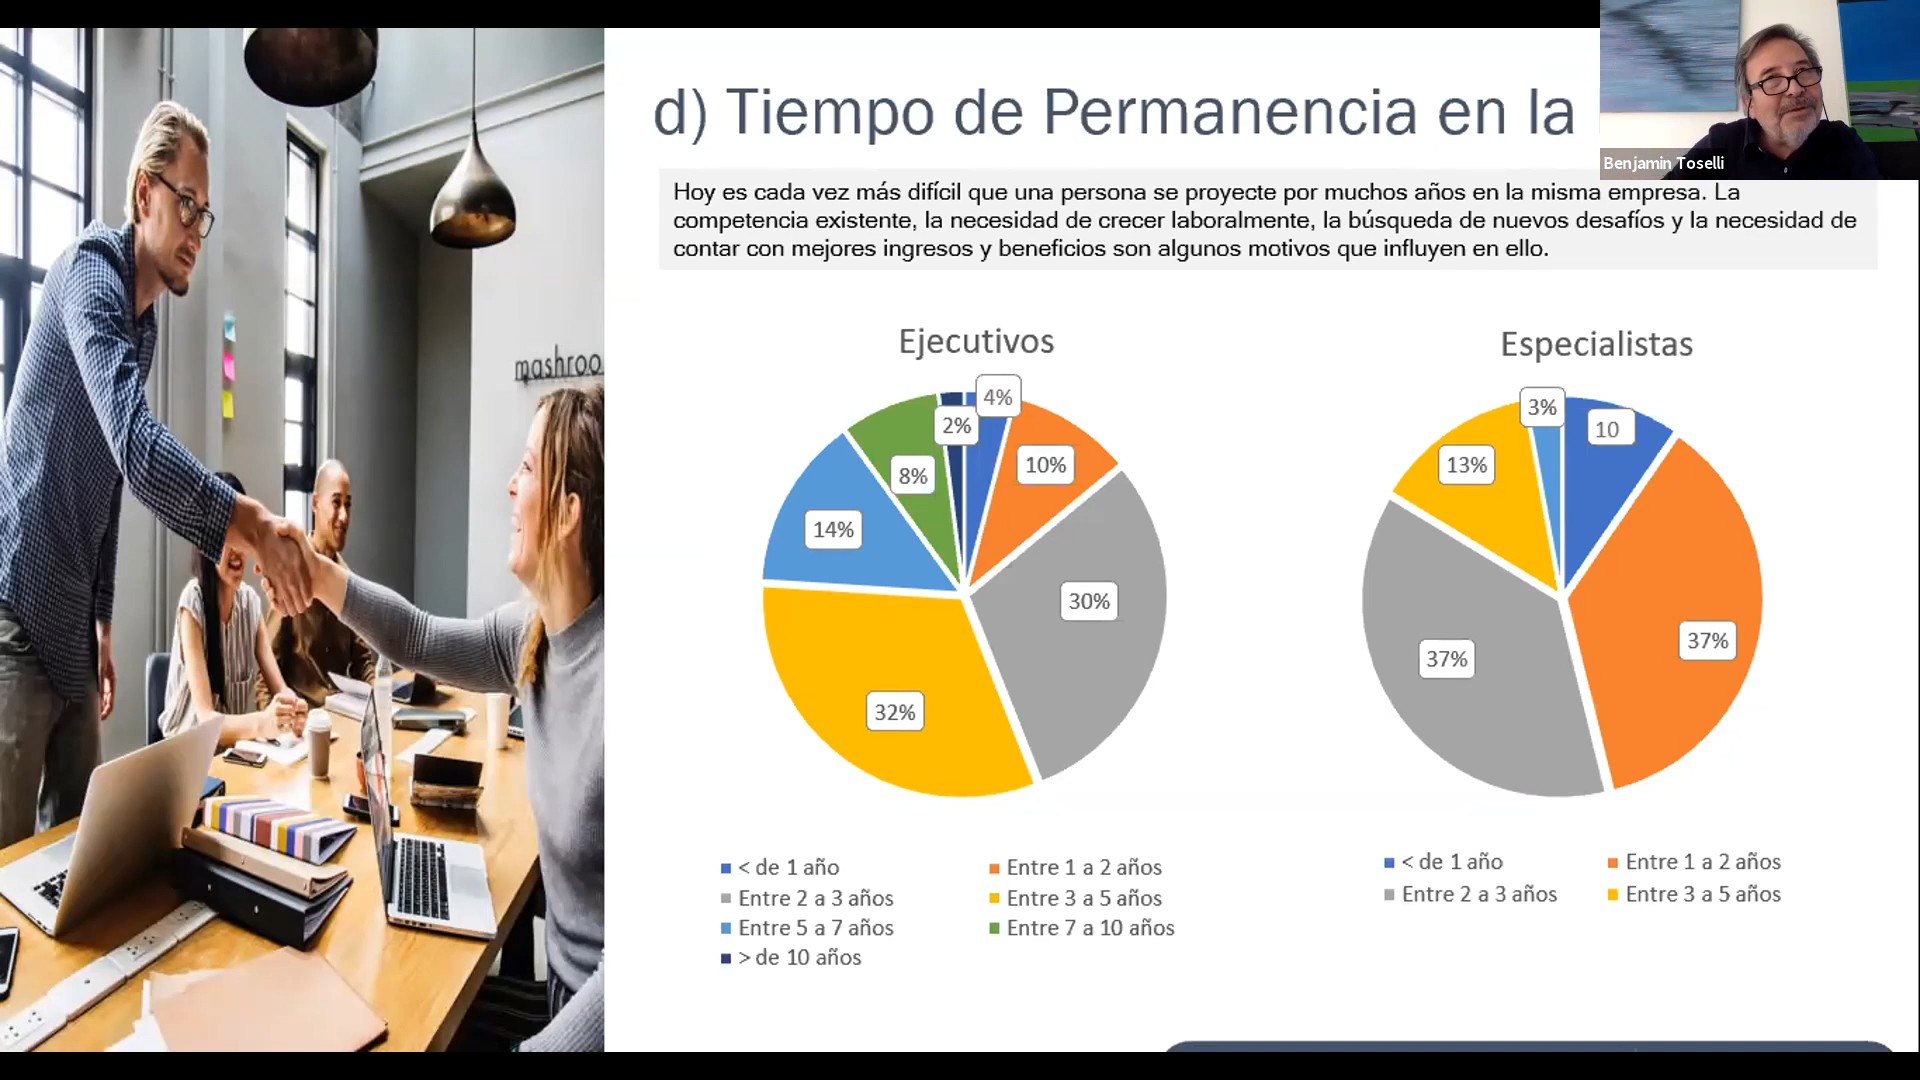 d) Tiempo de Permanencia en la
Benjamin Toselli
Hoy es cada vez más difícil que una persona se proyecte por muchos años en la misma empresa. La
competencia existente, la necesidad de crecer laboralmente, la búsqueda de nuevos desafíos y la necesidad de
contar con mejores ingresos y beneficios son algunos motivos que influyen en ello.
mashroo
Ejecutivos
4%
2%
10%
8%
14%
30%
32%
< de 1 año
Entre 1 a 2 años
Entre 2 a 3 años
Entre 3 a 5 años
Entre 5 a 7 años
Entre 7 a 10 años
> de 10 años
Especialistas
3%
10
13%
37%
37%
< de 1 año
Entre 1 a 2 años
Entre 2 a 3 años
Entre 3 a 5 años